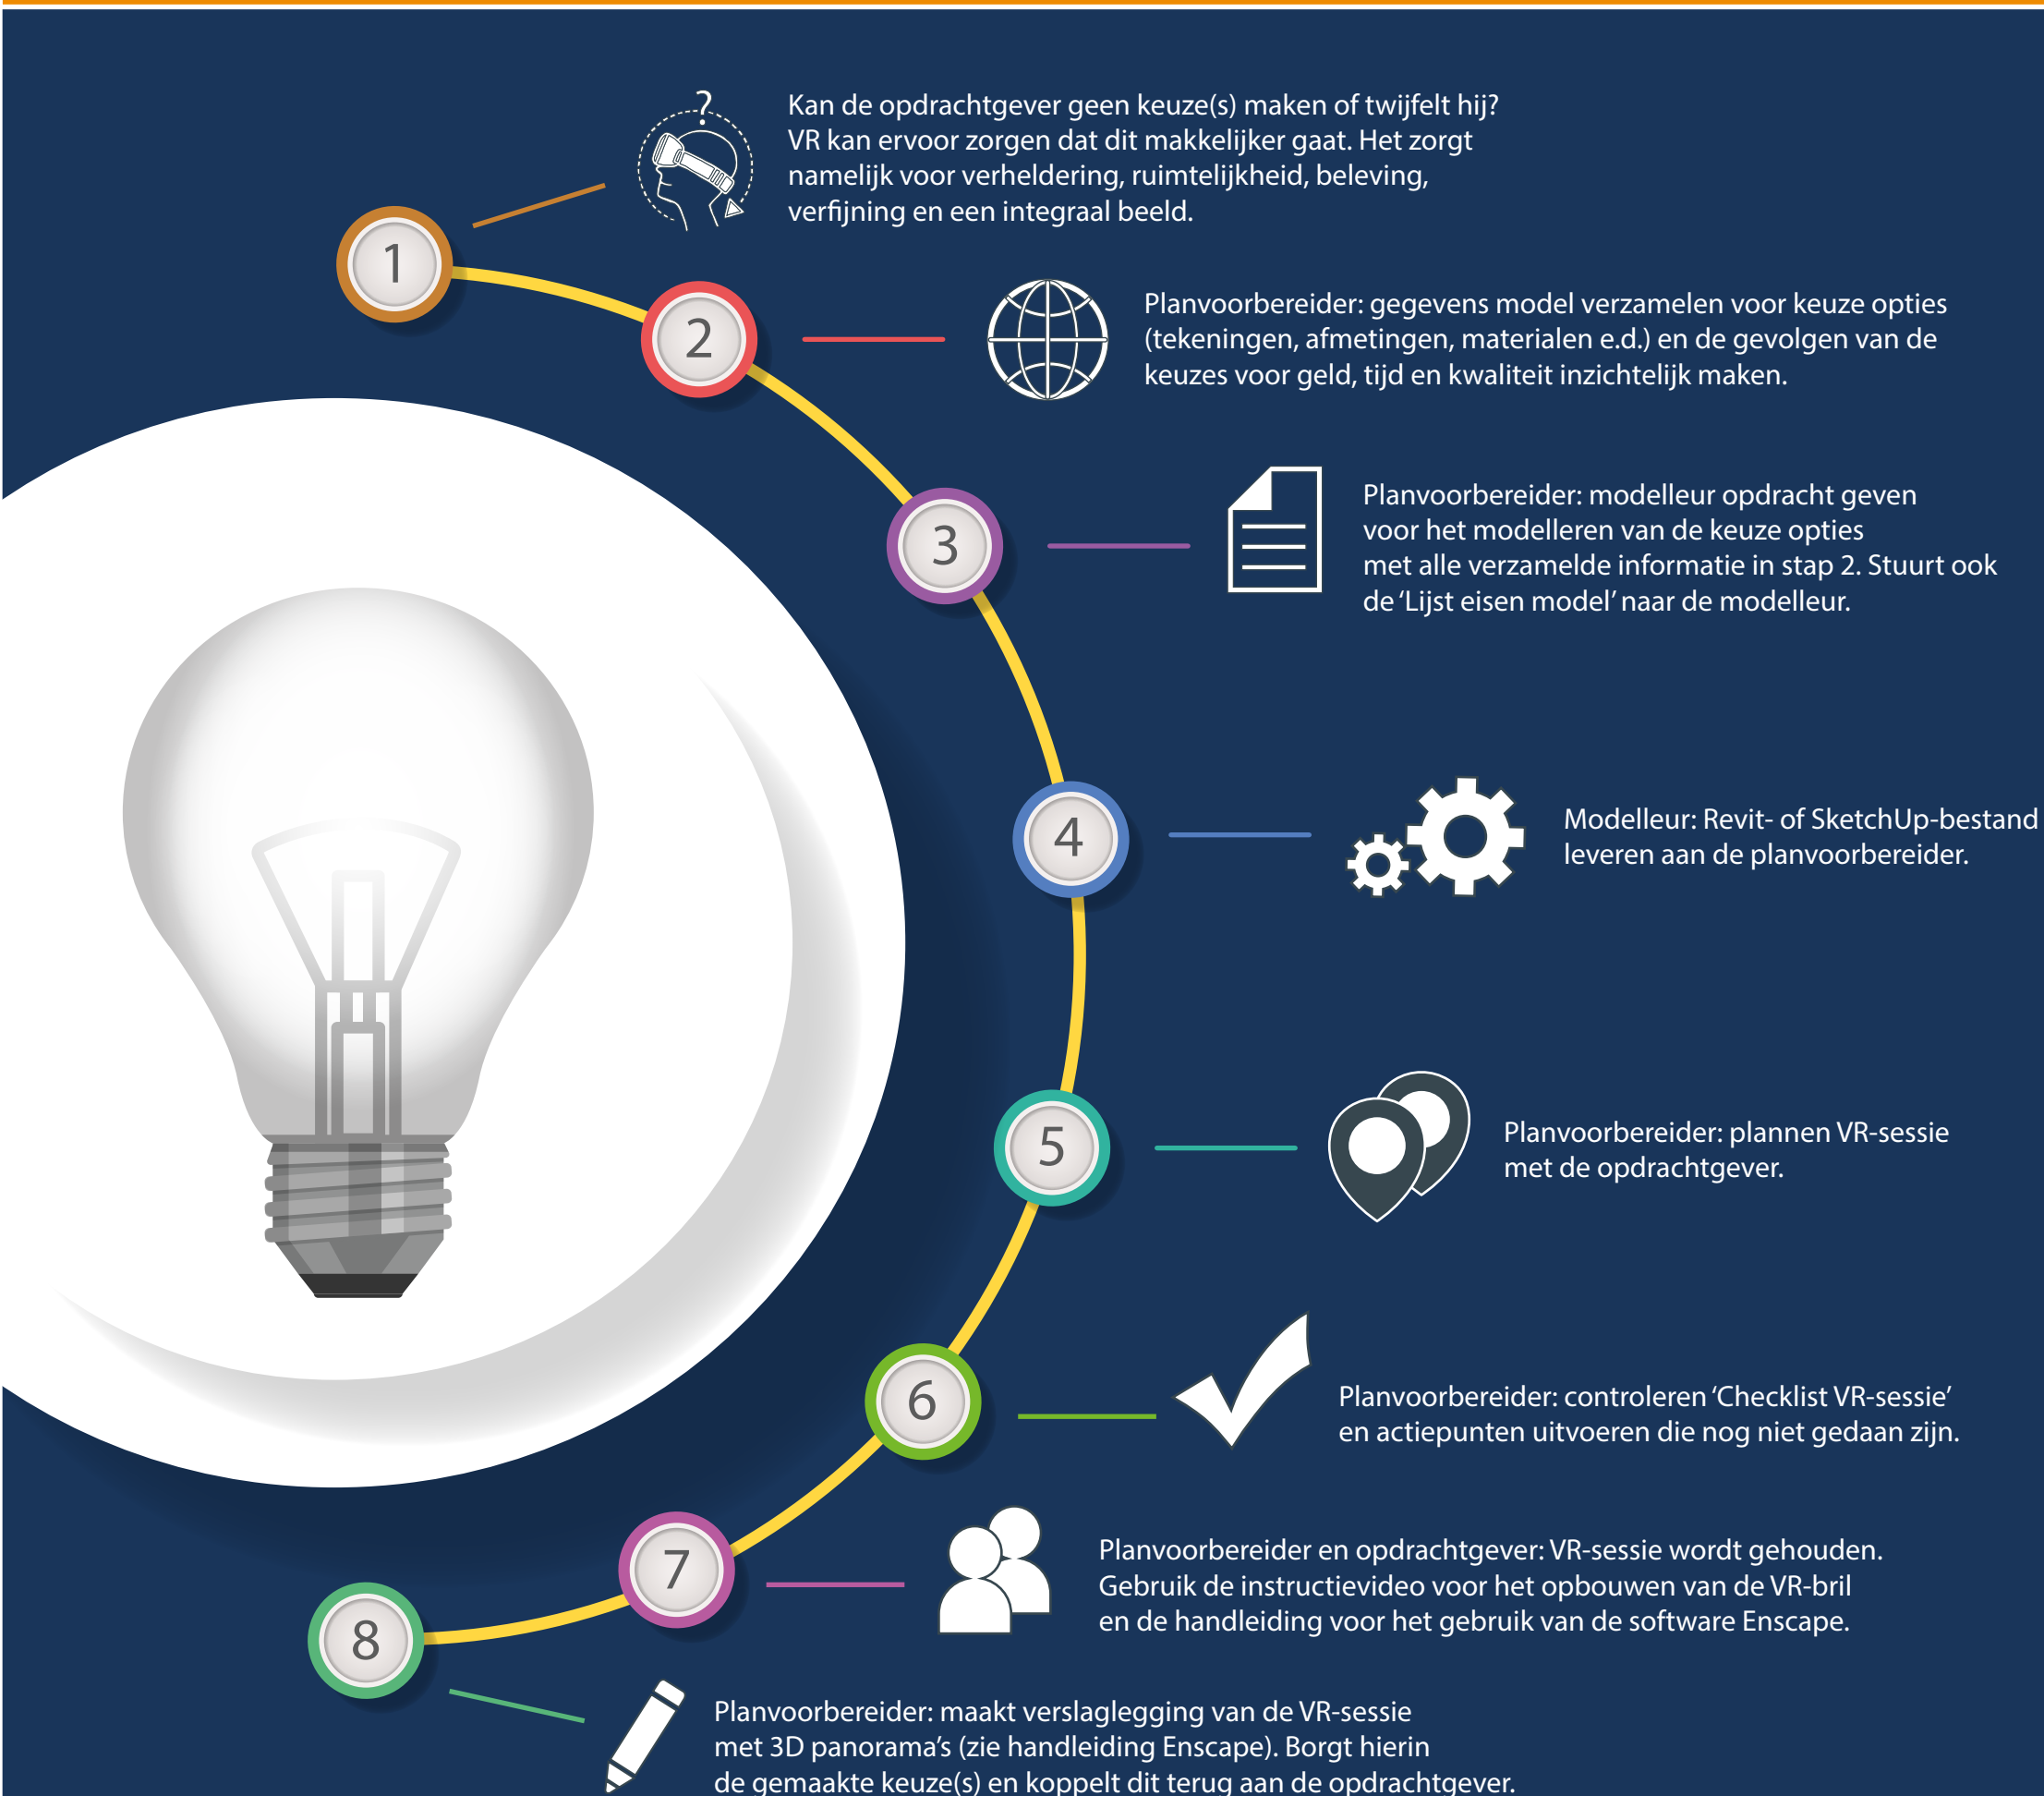 1
?
Kan de opdrachtgever geen keuze(s) maken of twijfelt hij?
VR kan ervoor zorgen dat dit makkelijker gaat. Het zorgt
namelijk voor verheldering, ruimtelijkheid, beleving,
verfijning en een integraal beeld.
2
Planvoorbereider: gegevens model verzamelen voor keuze opties
(tekeningen, afmetingen, materialen e.d.) en de gevolgen van de
keuzes voor geld, tijd en kwaliteit inzichtelijk maken.
3
Planvoorbereider: modelleur opdracht geven
voor het modelleren van de keuze opties
met alle verzamelde informatie in stap 2. Stuurt ook
de ‘Lijst eisen model’ naar de modelleur.
4
Modelleur: Revit- of SketchUp-bestand
leveren aan de planvoorbereider.
5
Planvoorbereider: plannen VR-sessie
met de opdrachtgever.
6
Planvoorbereider: controleren ‘Checklist VR-sessie’
en actiepunten uitvoeren die nog niet gedaan zijn.
7
Planvoorbereider en opdrachtgever: VR-sessie wordt gehouden.
Gebruik de instructievideo voor het opbouwen van de VR-bril
en de handleiding voor het gebruik van de software Enscape.
8
Planvoorbereider: maakt verslaglegging van de VR-sessie
met 3D panorama’s (zie handleiding Enscape). Borgt hierin
de gemaakte keuze(s) en koppelt dit terug aan de opdrachtgever.